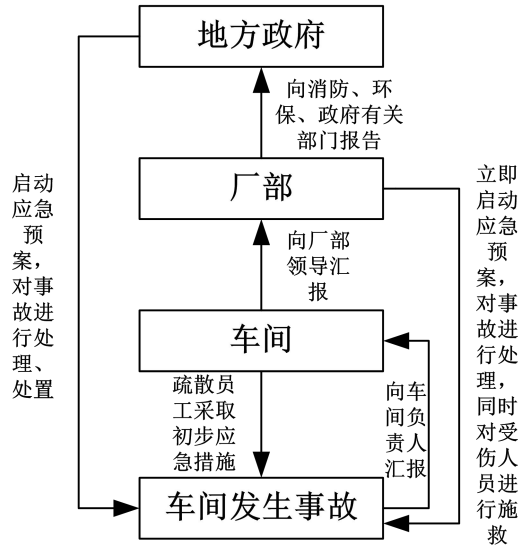 地方政府
向消防、环
保、政府有关
部门报告
厂部
向厂部
领导汇
报
车间
疏散员
工采取
初步应
急措施
向车
间负
责人
汇报
车间发生事故
启动
应急
预
案，
对事
故进
行处
理、
处置
立即
启动
应急
预
案，
对事
故进
行处
理，
同时
对受
伤人
员进
行施
救